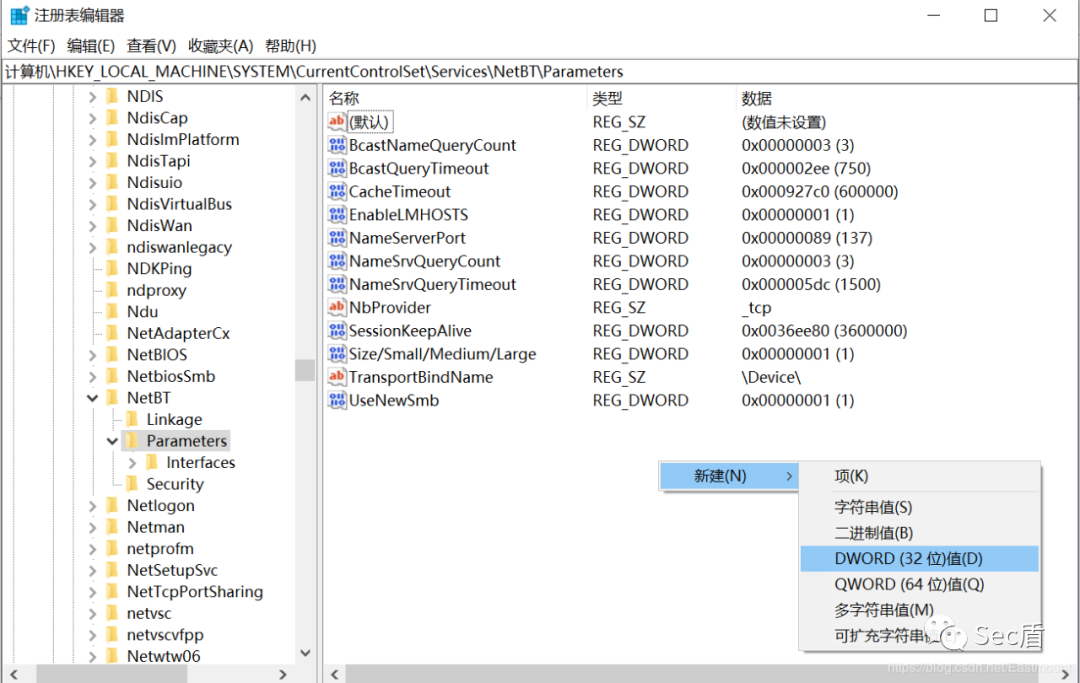 注册表编辑器
文件(F) 编辑(E) 查看(V) 收藏夹(A) 帮助(H)
计算机\HKEY_LOCAL_MACHINE\SYSTEM\CurrentControlSet\Services\NetBT\Parameters
NDIS
NdisCap
NdisImPlatform
NdisTapi
Ndisuio
NdisVirtualBus
NdisWan
ndiswanlegacy
NDKPing
ndproxy
Ndu
NetAdapterCx
NetBIOS
NetbiosSmb
NetBT
Linkage
Parameters
Interfaces
Security
Netlogon
Netman
netprofm
NetSetupSvc
NetTcpPortSharing
netvsc
netvscvfpp
Netwtw06
名称 类型 数据
(默认) REG_SZ (数值未设置)
BcastNameQueryCount REG_DWORD 0x00000003 (3)
BcastQueryTimeout REG_DWORD 0x000002ee (750)
CacheTimeout REG_DWORD 0x000927c0 (600000)
EnableLMHOSTS REG_DWORD 0x00000001 (1)
NameServerPort REG_DWORD 0x00000089 (137)
NameSrvQueryCount REG_DWORD 0x00000003 (3)
NameSrvQueryTimeout REG_DWORD 0x000005dc (1500)
NbProvider REG_SZ _tcp
SessionKeepAlive REG_DWORD 0x0036ee80 (3600000)
Size/Small/Medium/Large REG_DWORD 0x00000001 (1)
TransportBindName REG_SZ \Device\
UseNewSmb REG_DWORD 0x00000001 (1)
新建(N)
项(K)
字符串值(S)
二进制值(B)
DWORD (32 位)值(D)
QWORD (64 位)值(Q)
多字符串值(M)
可扩充字符串
Sec盾
https://blog.csdn.net/Eastmount